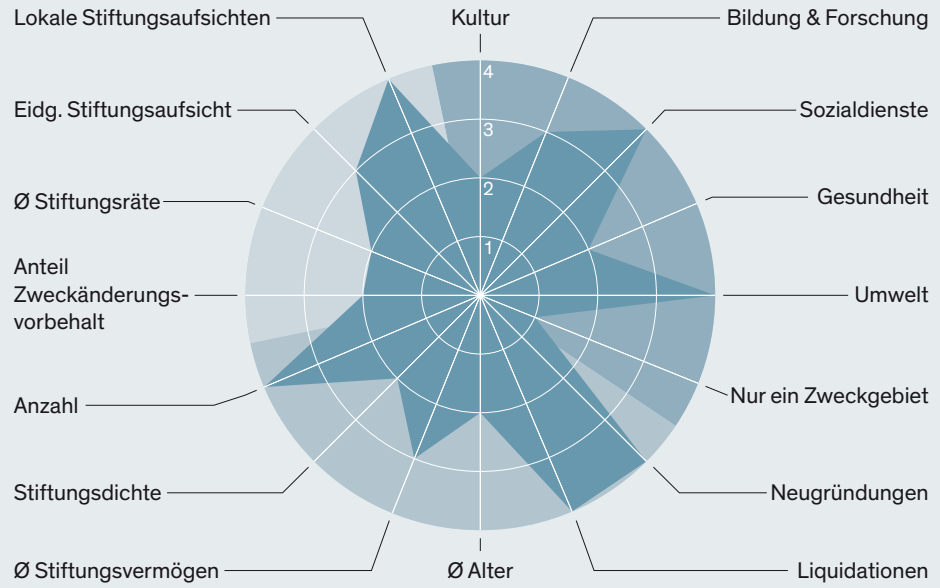 Lokale Stiftungsaufsichten
Kultur
Bildung & Forschung
Eidg. Stiftungsaufsicht
Sozialdienste
Ø Stiftungsräte
Gesundheit
Anteil
Zweckänderungs-
vorbehalt
Umwelt
Anzahl
Nur ein Zweckgebiet
Stiftungsdichte
Neugründungen
Ø Stiftungsvermögen
Ø Alter
Liquidationen
4
3
2
1